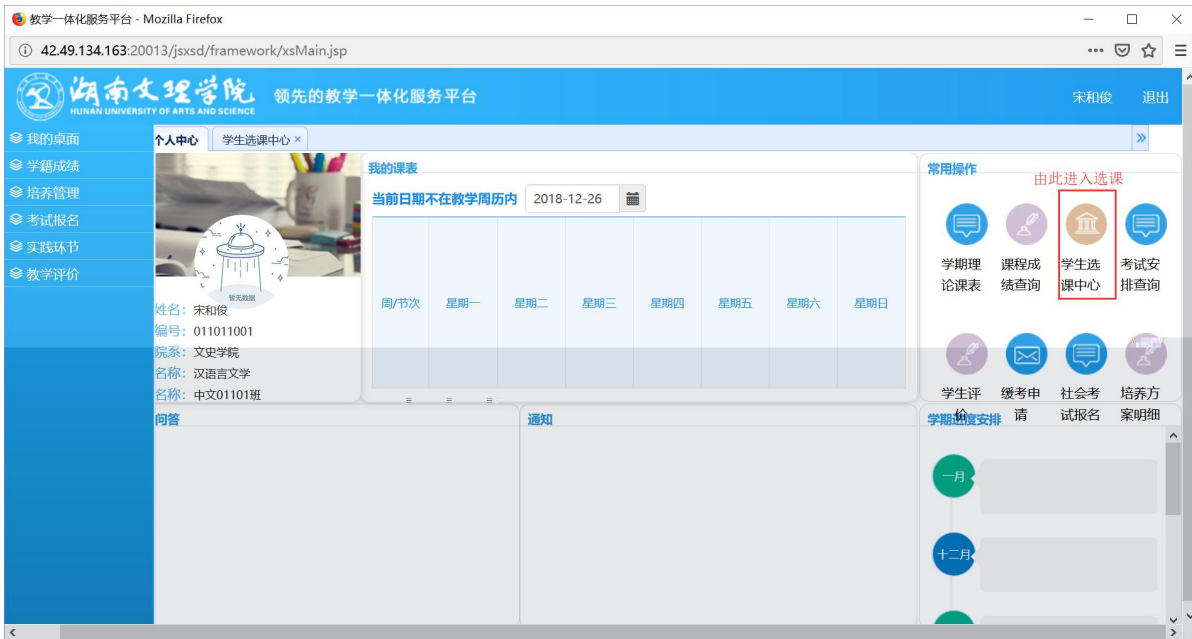 教学一体化服务平台 - Mozilla Firefox
42.49.134.163:20013/jsxsd/framework/xsMain.jsp
湖南文理学院
HUNAN UNIVERSITY OF ARTS AND SCIENCE
领先的教学一体化服务平台
宋和俊 退出
我的桌面
学籍成绩
培养管理
考试报名
实践环节
教学评价
个人中心 学生选课中心 ×
暂无数据
姓名：宋和俊
编号：011011001
院系：文史学院
名称：汉语言文学
名称：中文01101班
我的课表
当前日期不在教学周历内 2018-12-26
周/节次 星期一 星期二 星期三 星期四 星期五 星期六 星期日
常用操作
由此进入选课
学期理论课表
课程成绩查询
学生选课中心
考试安排查询
学生评价
缓考申请
社会考试报名
培养方案明细
问答
通知
学期进度安排
一月
十二月